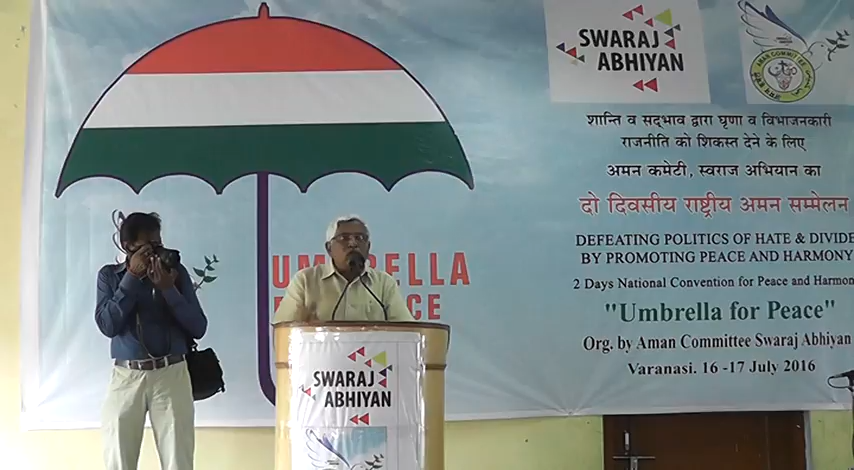 SWARAJ
ABHIYAN
AMAN COMMITTEE
शान्ति व सद्भाव द्वारा घृणा व विभाजनकारी
राजनीति को शिकस्त देने के लिए
अमन कमेटी, स्वराज अभियान का
दो दिवसीय राष्ट्रीय अमन सम्मेलन
DEFEATING POLITICS OF HATE & DIVIDE
BY PROMOTING PEACE AND HARMONY
2 Days National Convention for Peace and Harmon
"Umbrella for Peace"
Org. by Aman Committee Swaraj Abhiyan
Varanasi. 16 -17 July 2016
UMBRELLA
CE
SWARAJ
ABHIYAN